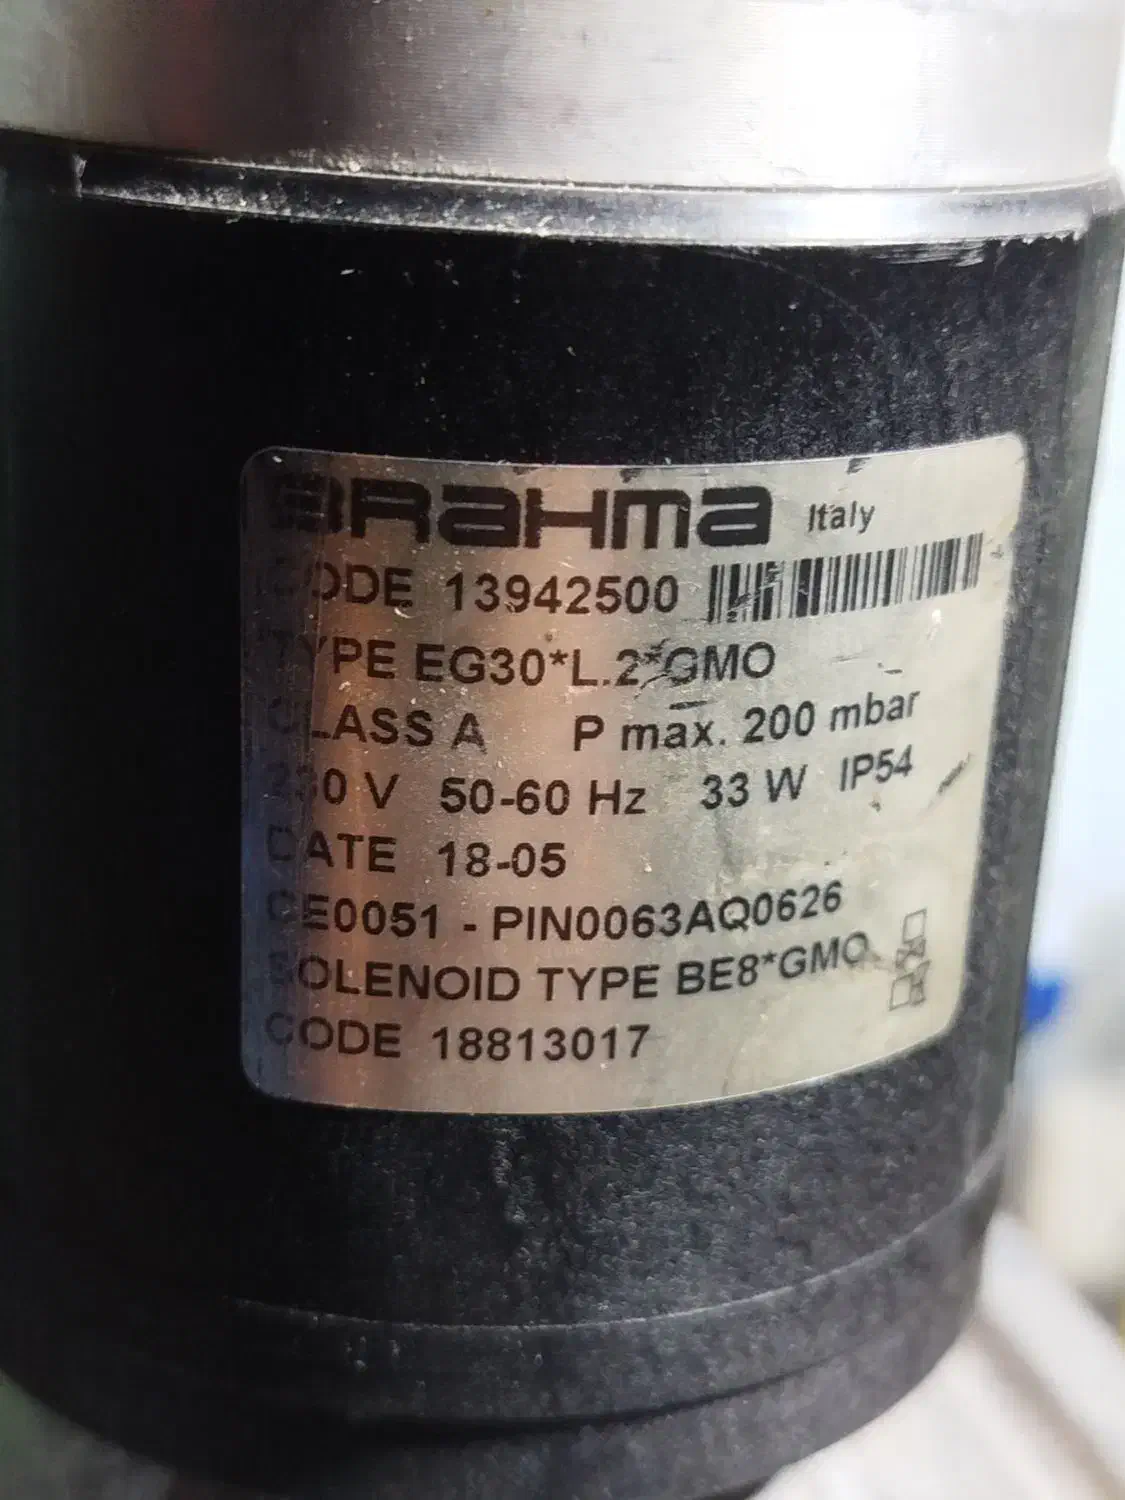 BRAHMA Italy
CODE 13942500
TYPE EG30*L.2*GMO
CLASS A P max. 200 mbar
230 V 50-60 Hz 33 W IP54
DATE 18-05
CE0051 - PIN0063AQ0626
SOLENOID TYPE BE8*GMO
CODE 18813017